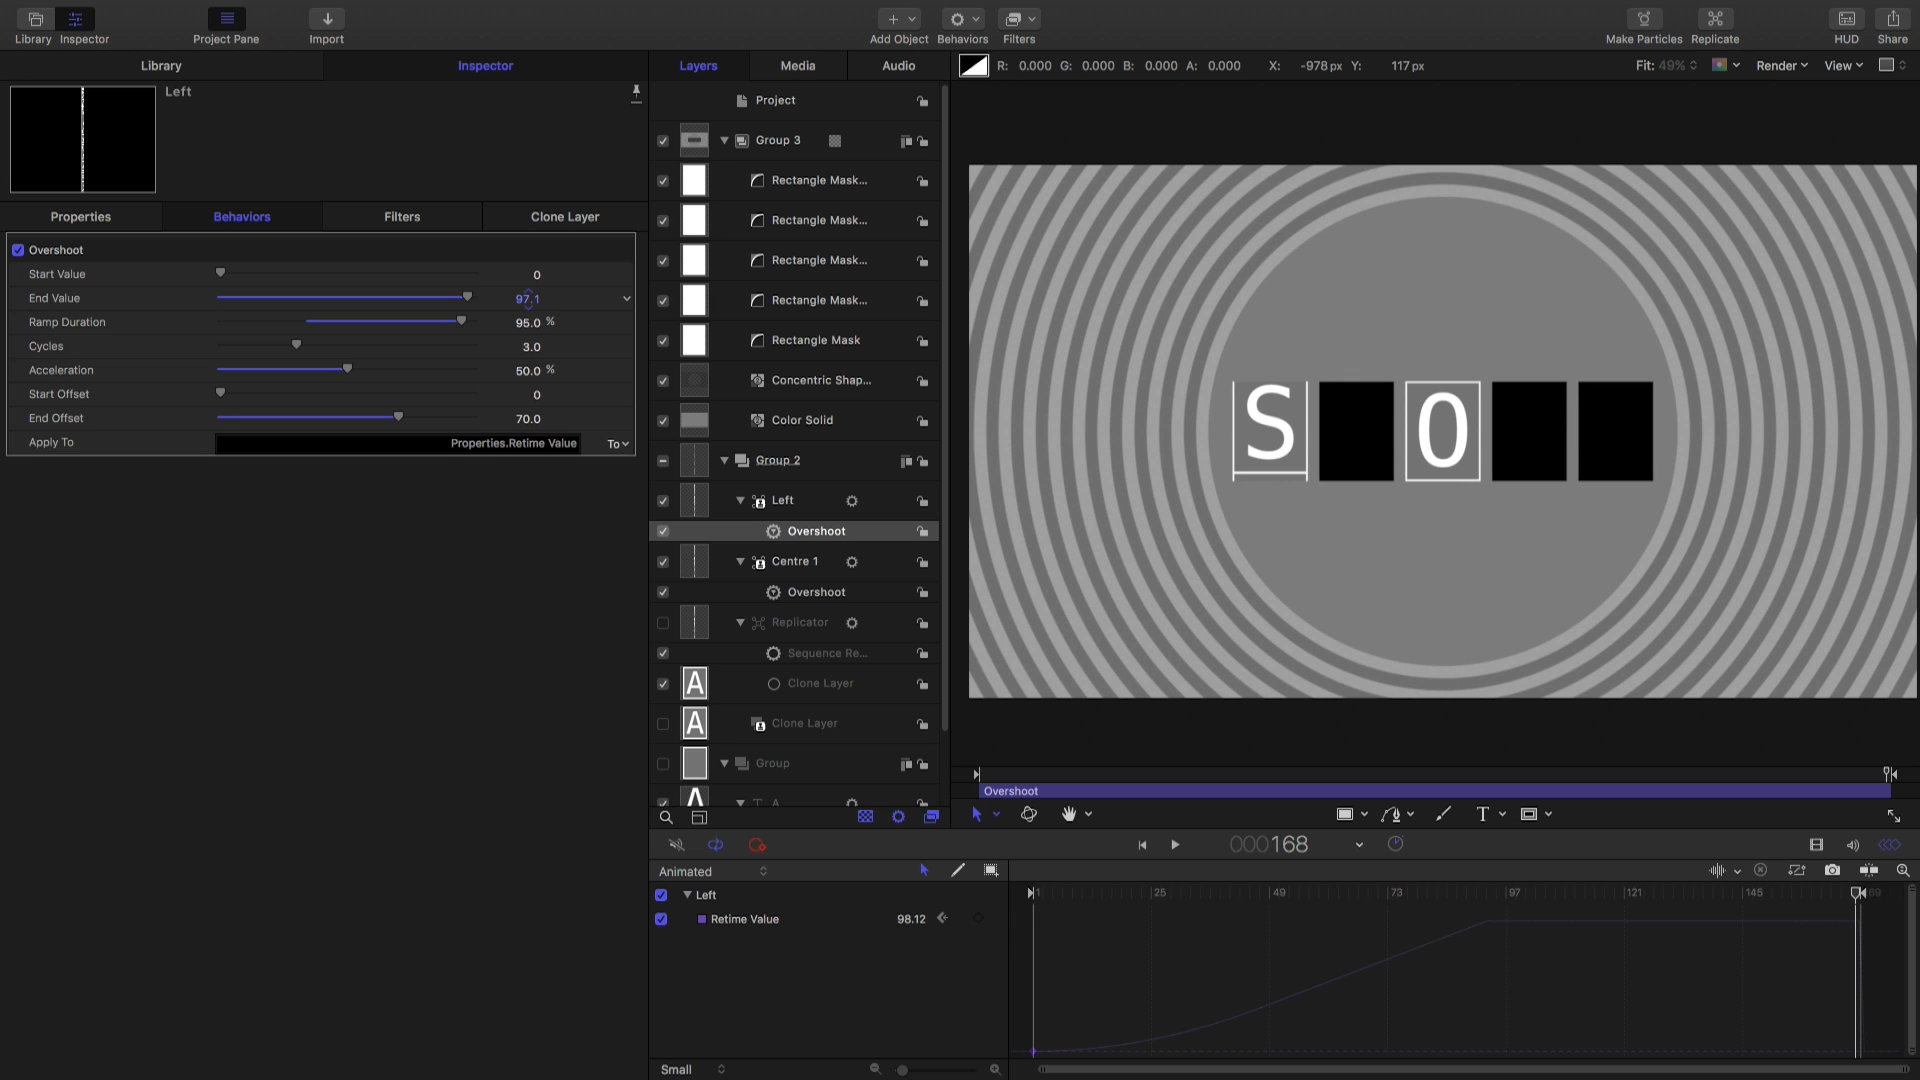 Library Inspector Project Pane Import Add Object Behaviors Filters Make Particles Replicate HUD Share
Library Inspector
Left
Properties Behaviors Filters Clone Layer
Overshoot
Start Value 0
End Value 97.1
Ramp Duration 95.0 %
Cycles 3.0
Acceleration 50.0 %
Start Offset 0
End Offset 70.0
Apply To Properties.Retime Value To
Layers Media Audio
Project
Group 3
Rectangle Mask...
Rectangle Mask...
Rectangle Mask...
Rectangle Mask...
Rectangle Mask
Concentric Shap...
Color Solid
Group 2
Left
Overshoot
Centre 1
Overshoot
Replicator
Sequence Re...
A Clone Layer
A Clone Layer
Group
A T A
R: 0.000 G: 0.000 B: 0.000 A: 0.000 X: -978 px Y: 117 px
Fit: 49% Render View
S O
Overshoot
T
000168
Animated
Left
Retime Value 98.12
1 25 49 73 97 121 145 169
Small